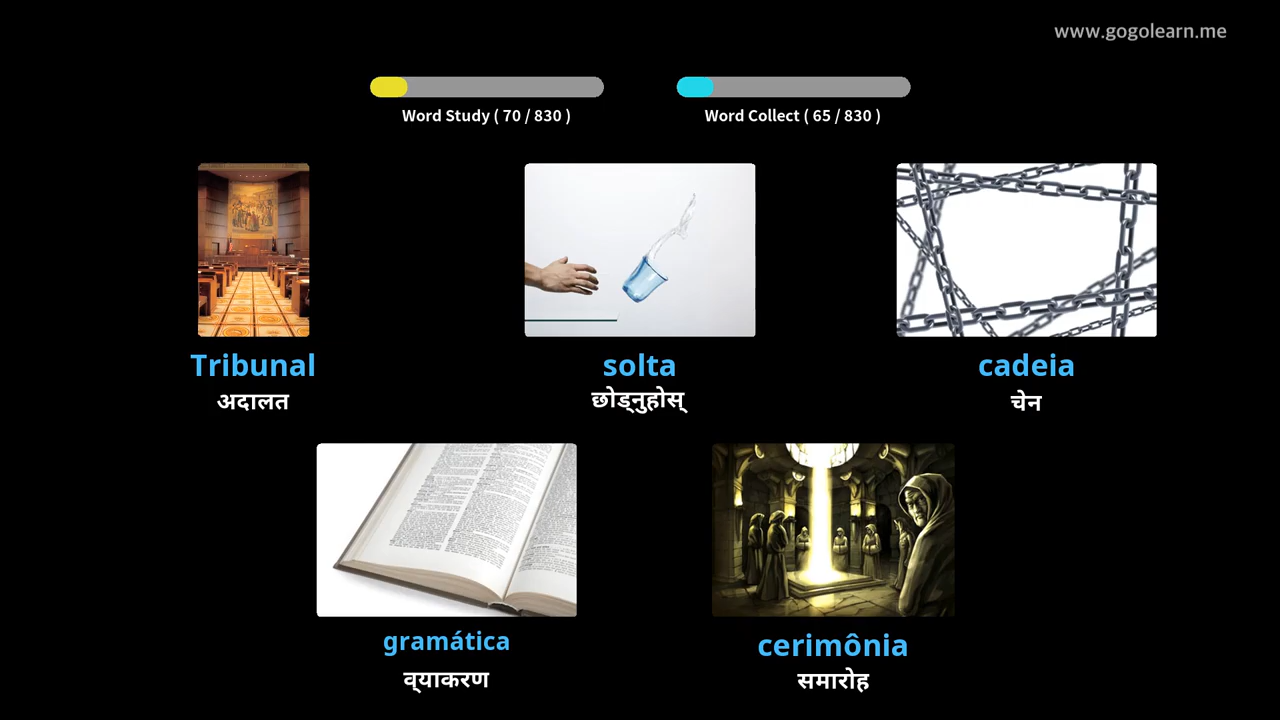 www.gogolearn.me
Word Study ( 70 / 830 )
Word Collect ( 65 / 830 )
Tribunal
अदालत
solta
छोड्नुहोस्
cadeia
चेन
gramática
व्याकरण
cerimônia
समारोह